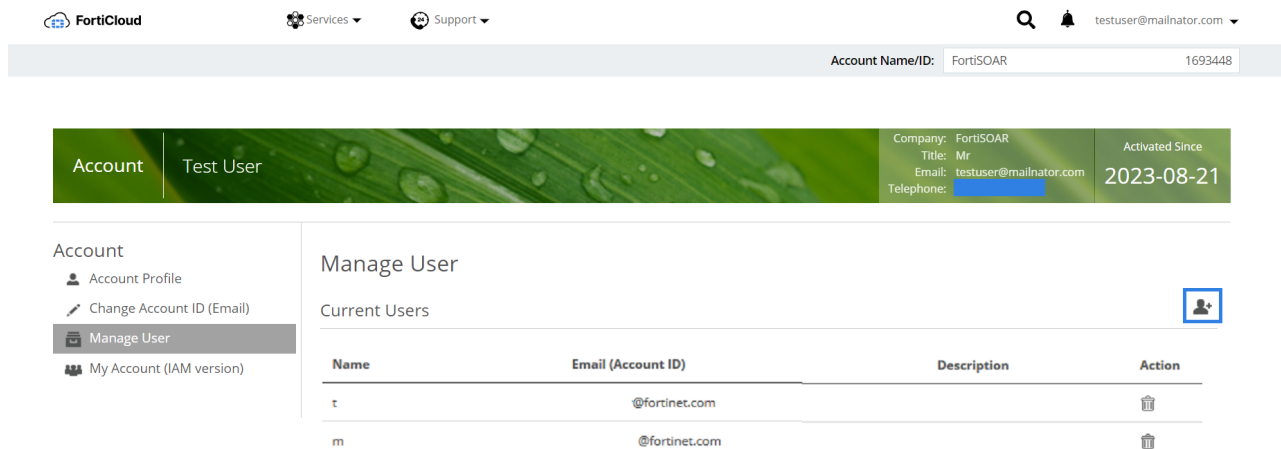 FortiCloud Services Support testuser@mailnator.com
Account Name/ID: FortiSOAR 1693448
Account Test User
Company: FortiSOAR
Title: Mr
Email: testuser@mailnator.com
Telephone:
Activated Since
2023-08-21
Account
Account Profile
Change Account ID (Email)
Manage User
My Account (IAM version)
Manage User
Current Users
Name Email (Account ID) Description Action
t @fortinet.com
m @fortinet.com